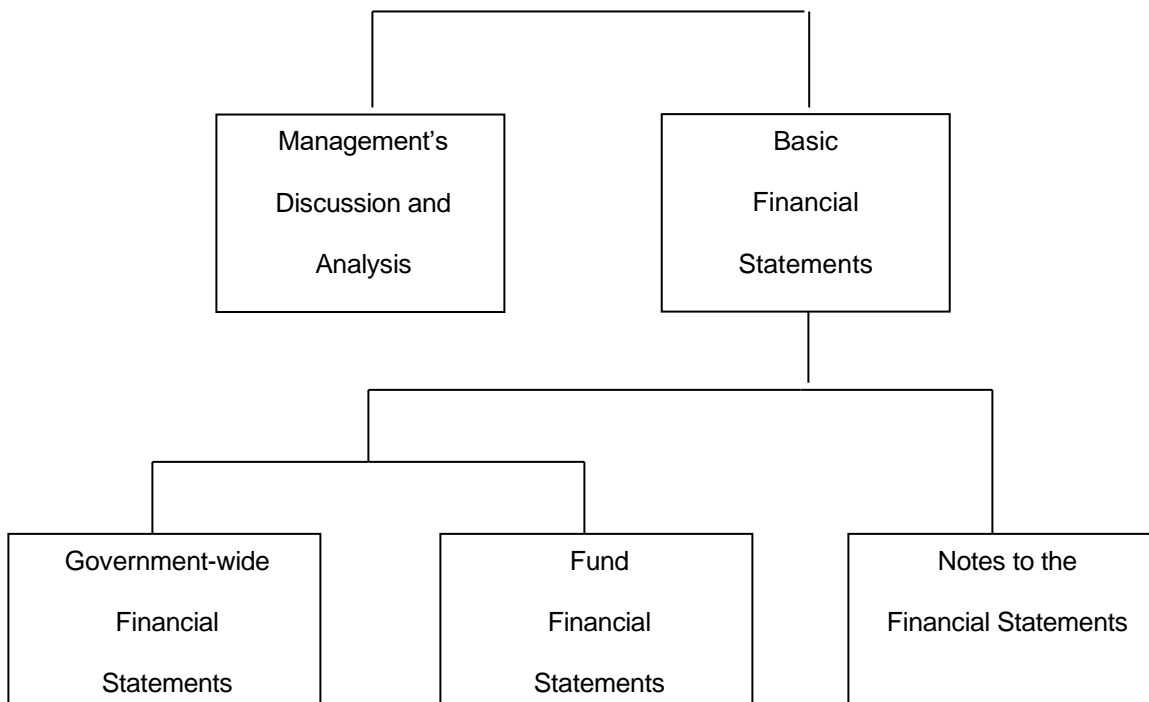 Management’s
Discussion and
Analysis
Basic
Financial
Statements
Government-wide
Financial
Statements
Fund
Financial
Statements
Notes to the
Financial Statements